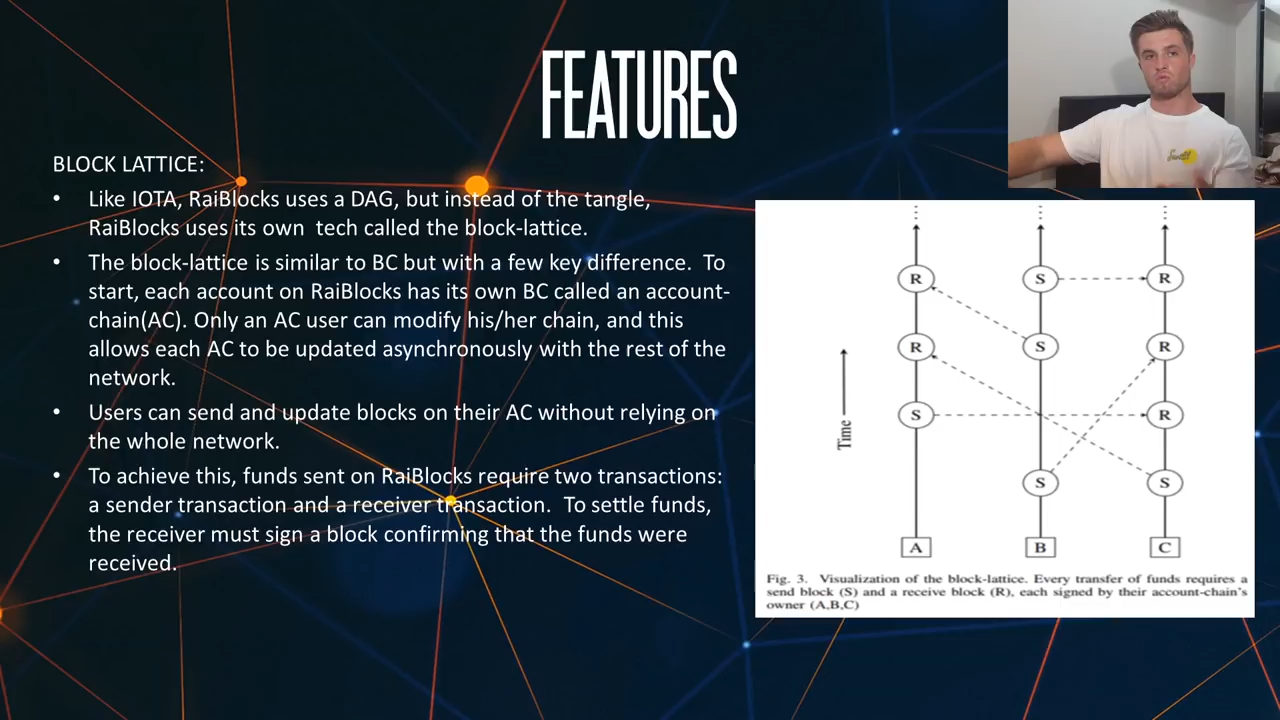 FEATURES
BLOCK LATTICE:
• Like IOTA, RaiBlocks uses a DAG, but instead of the tangle,
RaiBlocks uses its own  tech called the block-lattice.
• The block-lattice is similar to BC but with a few key difference.  To
start, each account on RaiBlocks has its own BC called an account-
chain(AC). Only an AC user can modify his/her chain, and this
allows each AC to be updated asynchronously with the rest of the
network.
• Users can send and update blocks on their AC without relying on
the whole network.
• To achieve this, funds sent on RaiBlocks require two transactions:
a sender transaction and a receiver transaction.  To settle funds,
the receiver must sign a block confirming that the funds were
received.
R S R
R S R
Time
S R
S S
A B C
Fig. 3.  Visualization of the block-lattice. Every transfer of funds requires a
send block (S) and a receive block (R), each signed by their account-chain's
owner (A,B,C)